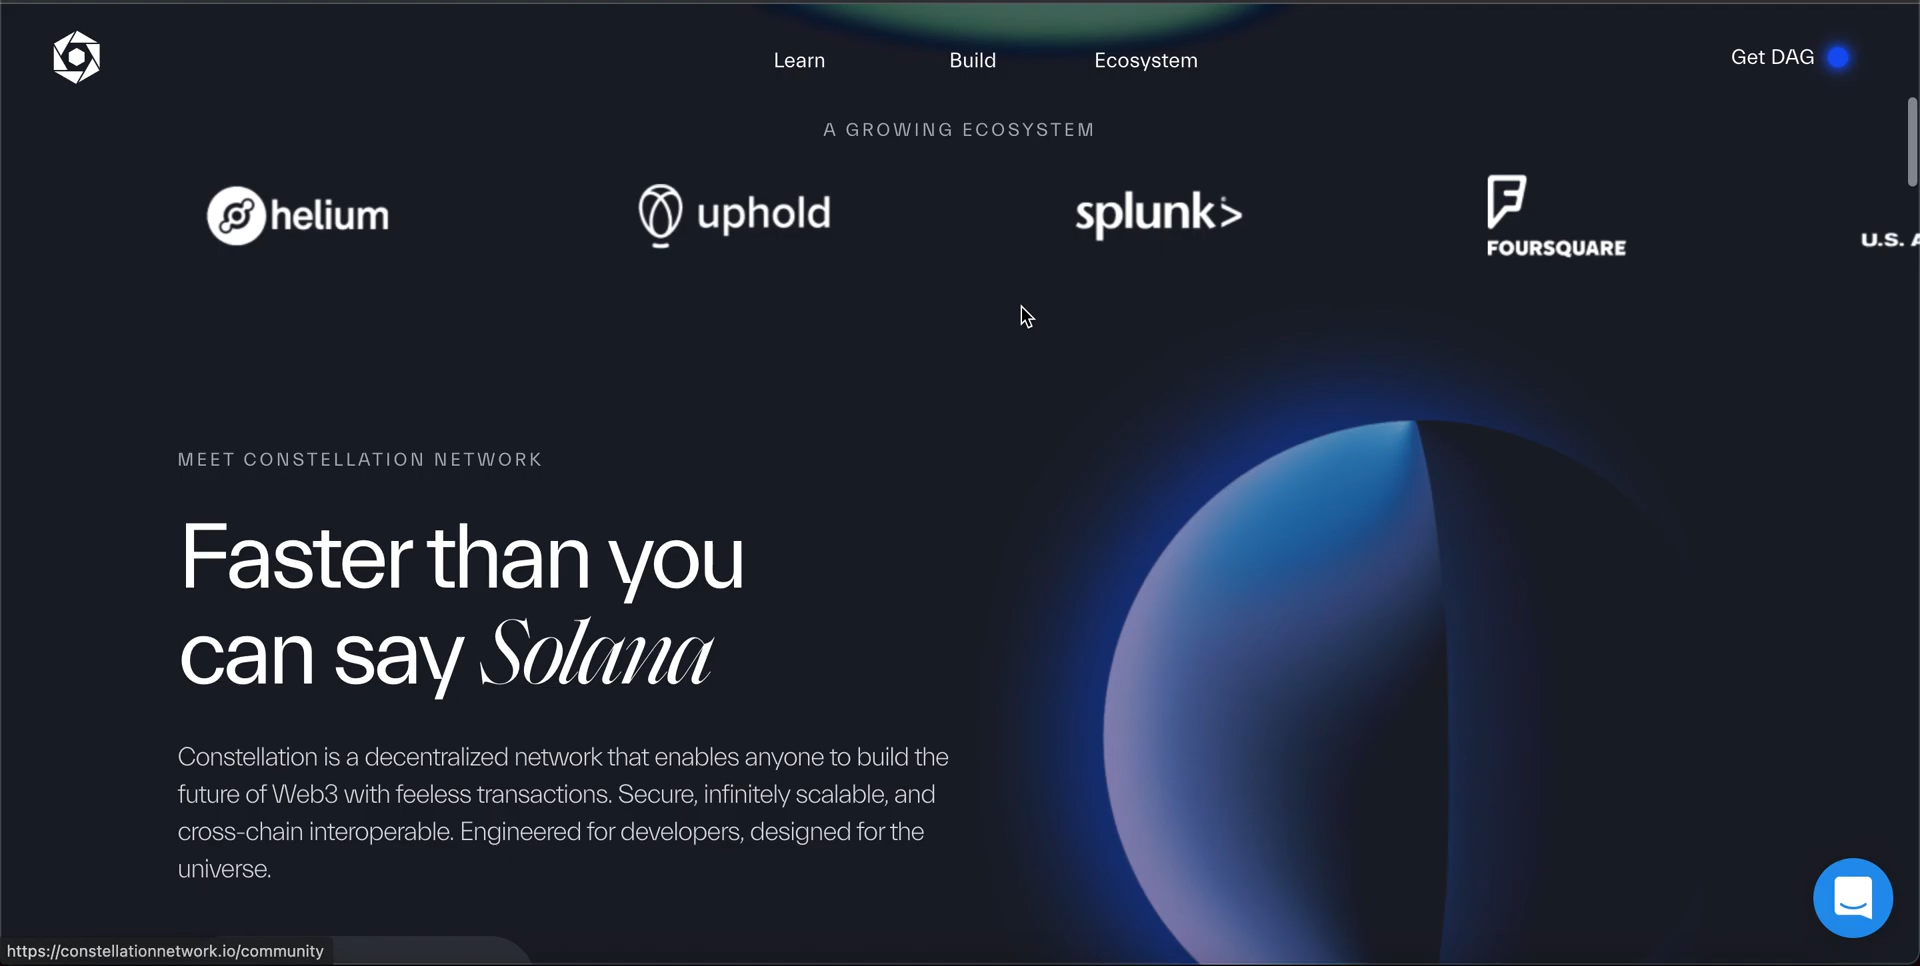 Learn
Build
Ecosystem
Get DAG
A GROWING ECOSYSTEM
helium
uphold
splunk>
FOURSQUARE
U.S.
MEET CONSTELLATION NETWORK
Faster than you
can say Solana
Constellation is a decentralized network that enables anyone to build the
future of Web3 with feeless transactions. Secure, infinitely scalable, and
cross-chain interoperable. Engineered for developers, designed for the
universe.
https://constellationnetwork.io/community